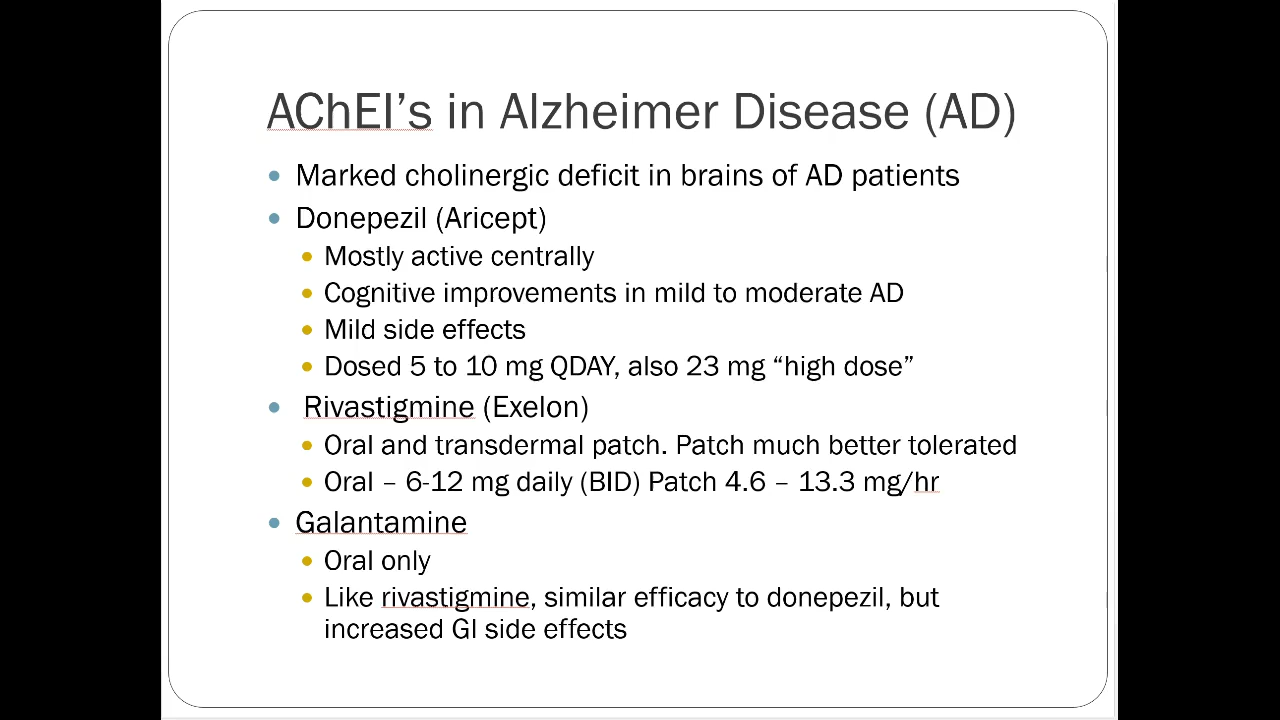 AChEI’s in Alzheimer Disease (AD)
Marked cholinergic deficit in brains of AD patients
Donepezil (Aricept)
Mostly active centrally
Cognitive improvements in mild to moderate AD
Mild side effects
Dosed 5 to 10 mg QDAY, also 23 mg “high dose”
Rivastigmine (Exelon)
Oral and transdermal patch. Patch much better tolerated
Oral – 6-12 mg daily (BID) Patch 4.6 – 13.3 mg/hr
Galantamine
Oral only
Like rivastigmine, similar efficacy to donepezil, but
increased GI side effects